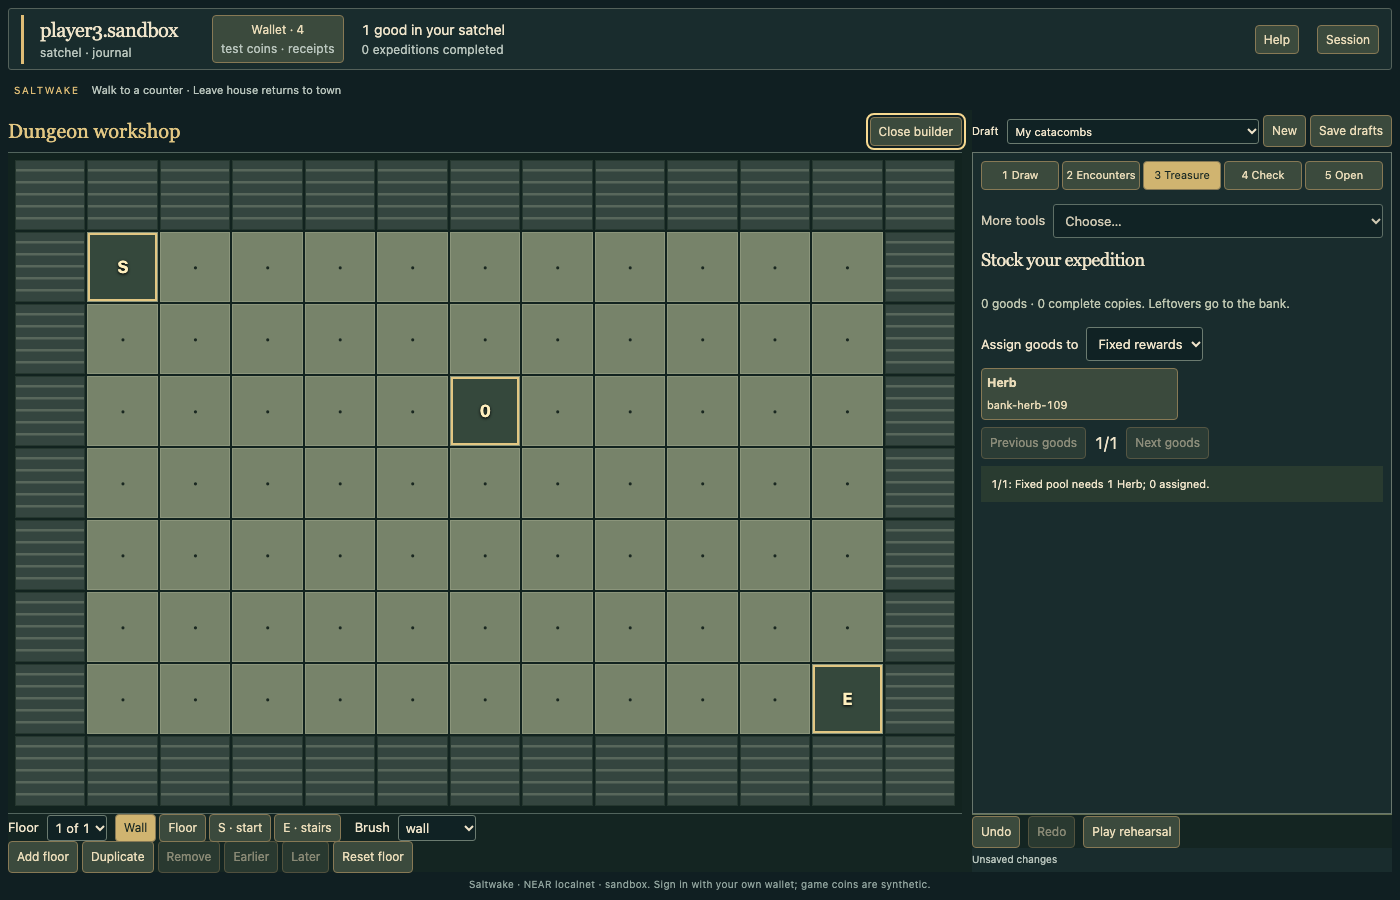 player3.sandbox
satchel · journal
Wallet · 4
test coins · receipts
1 good in your satchel
0 expeditions completed
Help
Session
SALTWAKE Walk to a counter · Leave house returns to town
Dungeon workshop
Close builder
Draft My catacombs New Save drafts
1 Draw 2 Encounters 3 Treasure 4 Check 5 Open
More tools Choose...
Stock your expedition
0 goods · 0 complete copies. Leftovers go to the bank.
Assign goods to Fixed rewards
Herb
bank-herb-109
Previous goods 1/1 Next goods
1/1: Fixed pool needs 1 Herb; 0 assigned.
S
0
E
Floor 1 of 1 Wall Floor S · start E · stairs Brush wall
Add floor Duplicate Remove Earlier Later Reset floor
Undo Redo Play rehearsal
Unsaved changes
Saltwake · NEAR localnet · sandbox. Sign in with your own wallet; game coins are synthetic.